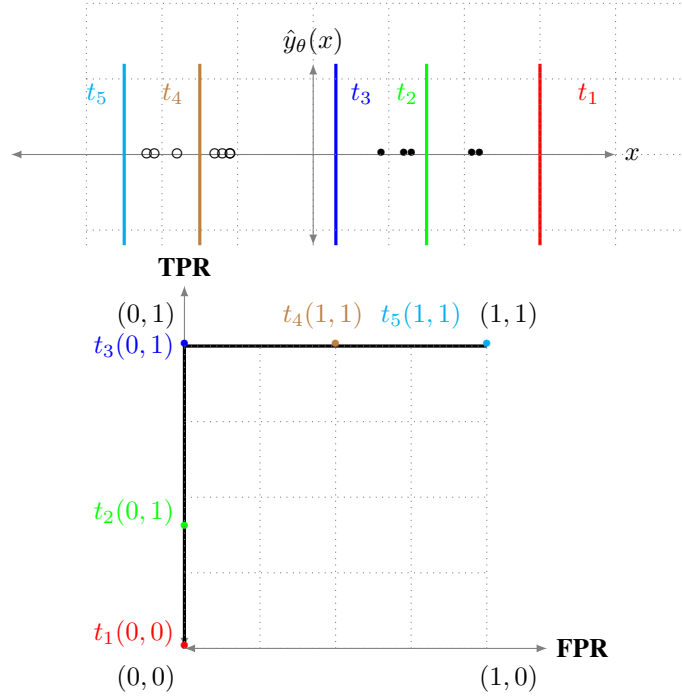 ŷ_θ(x)
t₅ t₄ t₃ t₂ t₁
x
TPR
(0, 1) t₄(1, 1) t₅(1, 1) (1, 1)
t₃(0, 1)
t₂(0, 1)
t₁(0, 0)
FPR
(0, 0) (1, 0)